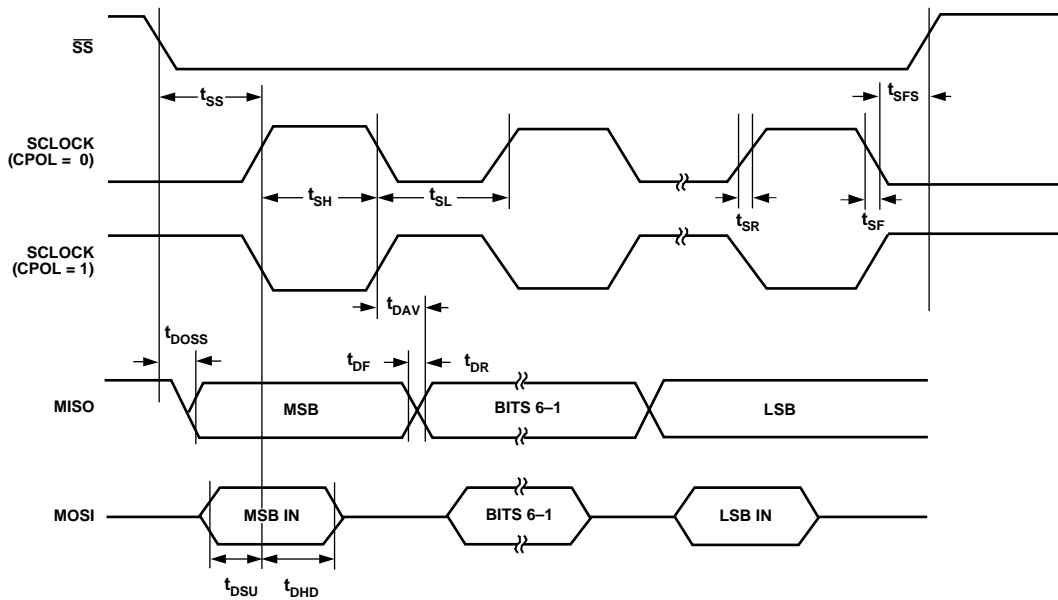 SS
tSS
tSFS
SCLOCK
(CPOL = 0)
tSH
tSL
tSR
tSF
SCLOCK
(CPOL = 1)
tDAV
tDOSS
tDF
tDR
MISO
MSB
BITS 6–1
LSB
MOSI
MSB IN
BITS 6–1
LSB IN
tDSU
tDHD